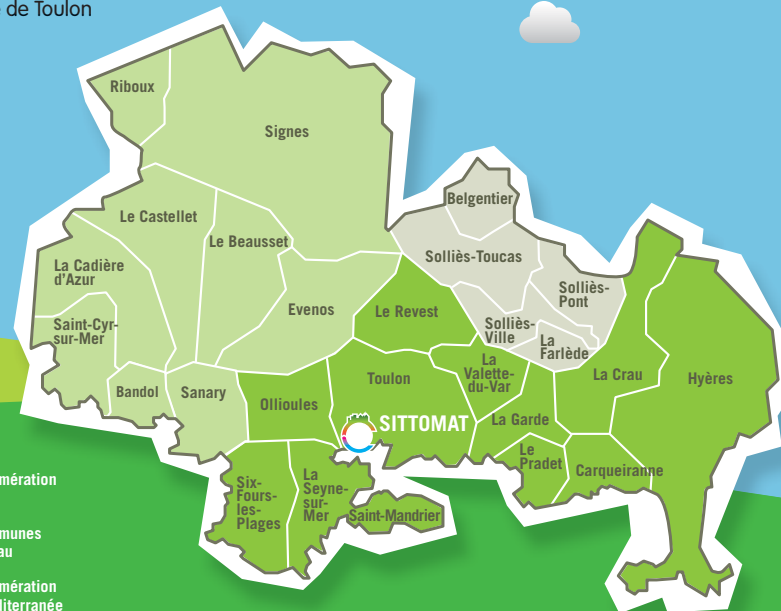 de Toulon
Riboux
Signes
Belgentier
Le Castellet
Le Beausset
Solliès-Toucas
La Cadière
d'Azur
Solliès-
Pont
Evenos
Le Revest
Saint-Cyr-
sur-Mer
Solliès-
Ville
La
Farlède
La
Valette-
du-Var
La Crau
Hyères
Toulon
Bandol
Sanary
Ollioules
SITTOMAT
La Garde
Le
Pradet
Carqueiranne
Six-
Fours-
les-
Plages
La
Seyne-
sur-
Mer
Saint-Mandrier
mération
munes
au
mération
diterranée